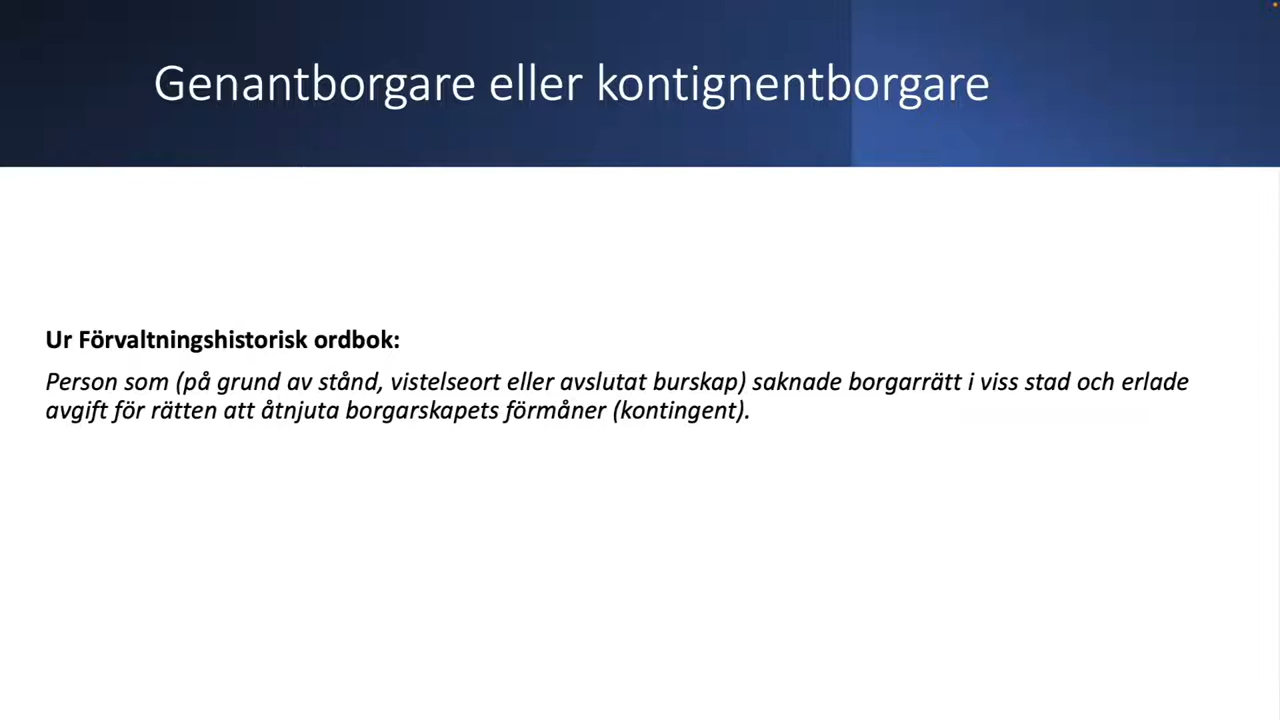 Genantborgare eller kontignentborgare
Ur Förvaltningshistorisk ordbok:
Person som (på grund av stånd, vistelseort eller avslutat burskap) saknade borgarrätt i viss stad och erlade
avgift för rätten att åtnjuta borgarskapets förmåner (kontingent).